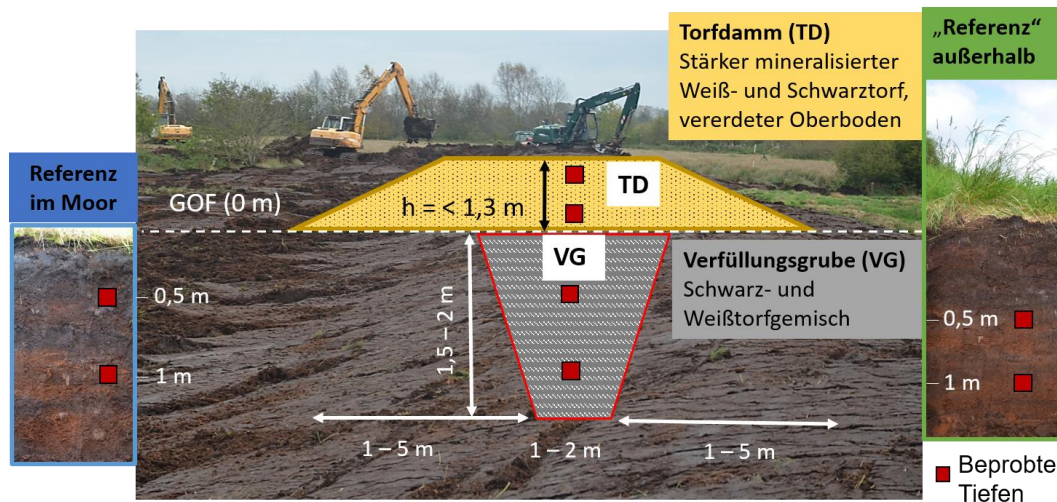 Torfdamm (TD)
Stärker mineralisierter
Weiß- und Schwarztorf,
vererdeter Oberboden
„Referenz“
außerhalb
Referenz
im Moor
GOF (0 m)
h = < 1,3 m
TD
VG
Verfüllungsgrube (VG)
Schwarz- und
Weißtorfgemisch
0,5 m
1 m
1,5 – 2 m
0,5 m
1 m
1 – 5 m
1 – 2 m
1 – 5 m
Beprobte
Tiefen